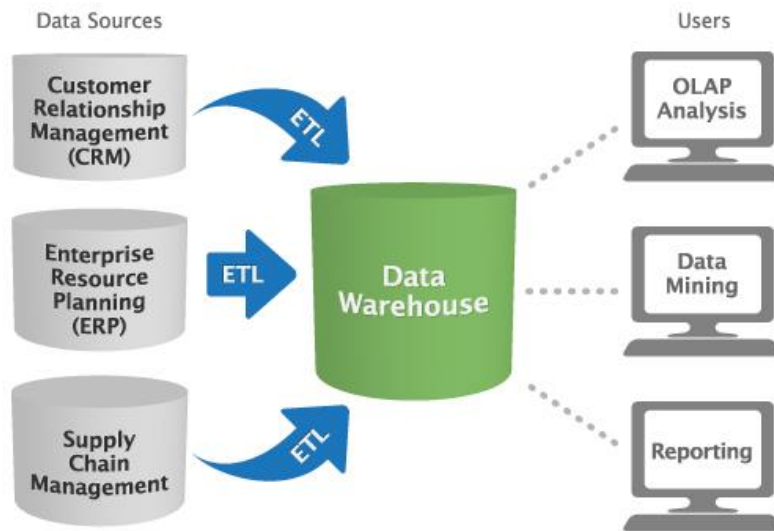 Data Sources
Users
Customer
Relationship
Management
(CRM)
ETL
OLAP
Analysis
Enterprise
Resource
Planning
(ERP)
ETL
Data
Warehouse
Data
Mining
Supply
Chain
Management
ETL
Reporting